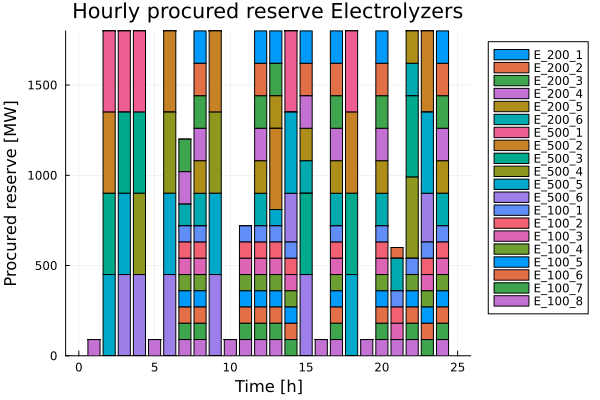 Hourly procured reserve Electrolyzers
Procured reserve [MW]
1500
1000
500
0
0
5
10
15
20
25
Time [h]
E_200_1
E_200_2
E_200_3
E_200_4
E_200_5
E_200_6
E_500_1
E_500_2
E_500_3
E_500_4
E_500_5
E_500_6
E_100_1
E_100_2
E_100_3
E_100_4
E_100_5
E_100_6
E_100_7
E_100_8